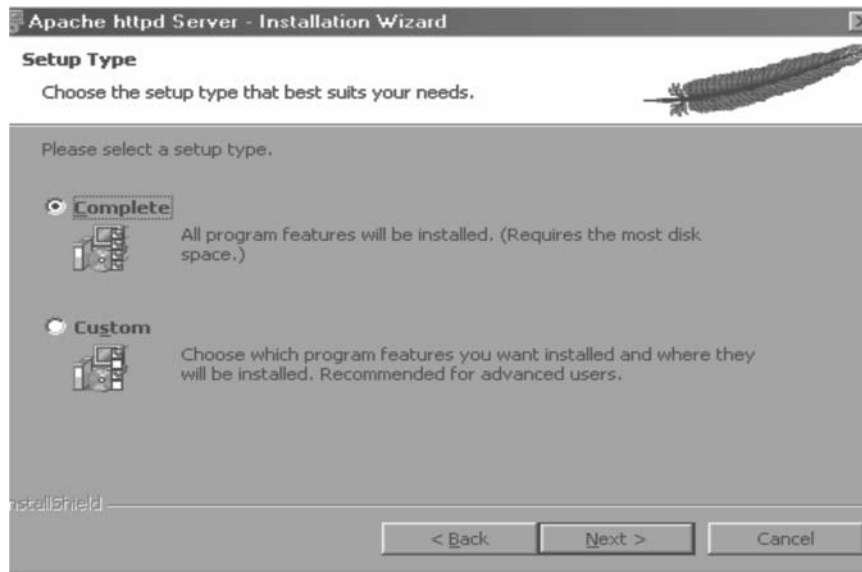 Apache httpd Server - Installation Wizard
Setup Type
Choose the setup type that best suits your needs.
Please select a setup type.
Complete
All program features will be installed. (Requires the most disk
space.)
Custom
Choose which program features you want installed and where they
will be installed. Recommended for advanced users.
nstallShield
< Back
Next >
Cancel